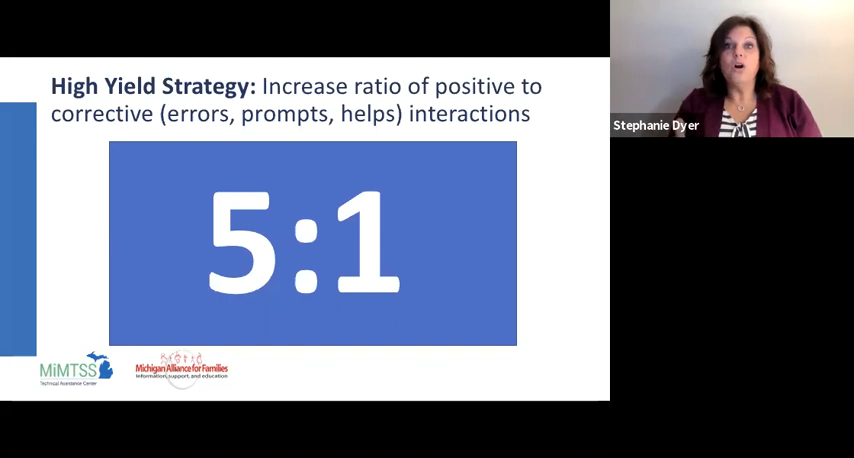 High Yield Strategy: Increase ratio of positive to
corrective (errors, prompts, helps) interactions
Stephanie Dyer
5:1
MiMTSS
Technical Assistance Center
Michigan Alliance for Families
information, support, and education